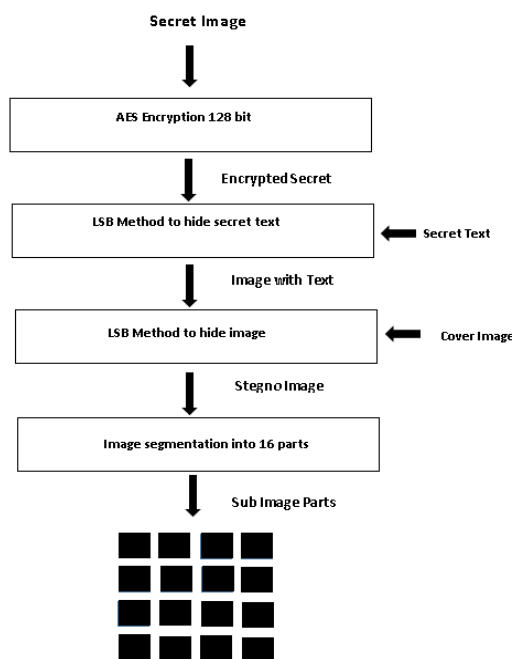 Secret Image
AES Encryption 128 bit
Encrypted Secret
LSB Method to hide secret text
Secret Text
Image with Text
LSB Method to hide image
Cover Image
Stegno Image
Image segmentation into 16 parts
Sub Image Parts